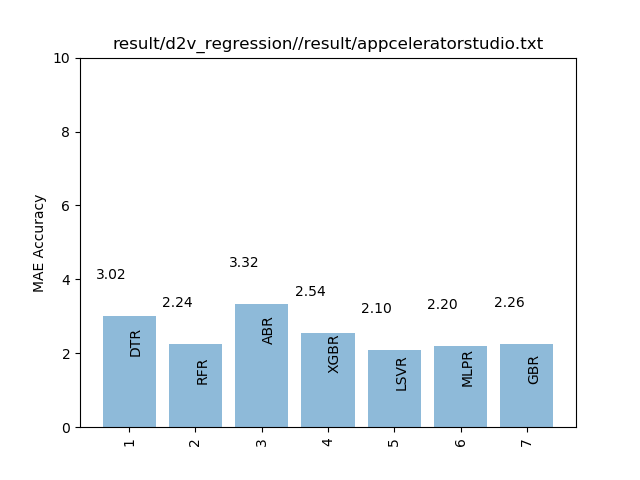 result/d2v_regression//result/appceleratorstudio.txt
MAE Accuracy
10
8
6
4
2
0
3.02
2.24
3.32
2.54
2.10
2.20
2.26
DTR
RFR
ABR
XGBR
LSVR
MLPR
GBR
1
2
3
4
5
6
7